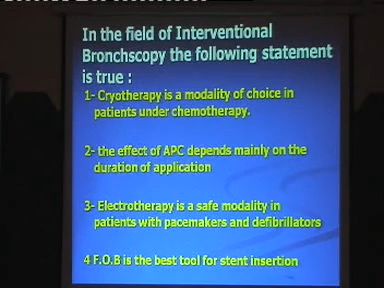 In the field of Interventional
Bronchscopy the following statement
is true :
1- Cryotherapy is a modality of choice in
patients under chemotherapy.
2- the effect of APC depends mainly on the
duration of application
3- Electrotherapy is a safe modality in
patients with pacemakers and defibrillators
4 F.O.B is the best tool for stent insertion